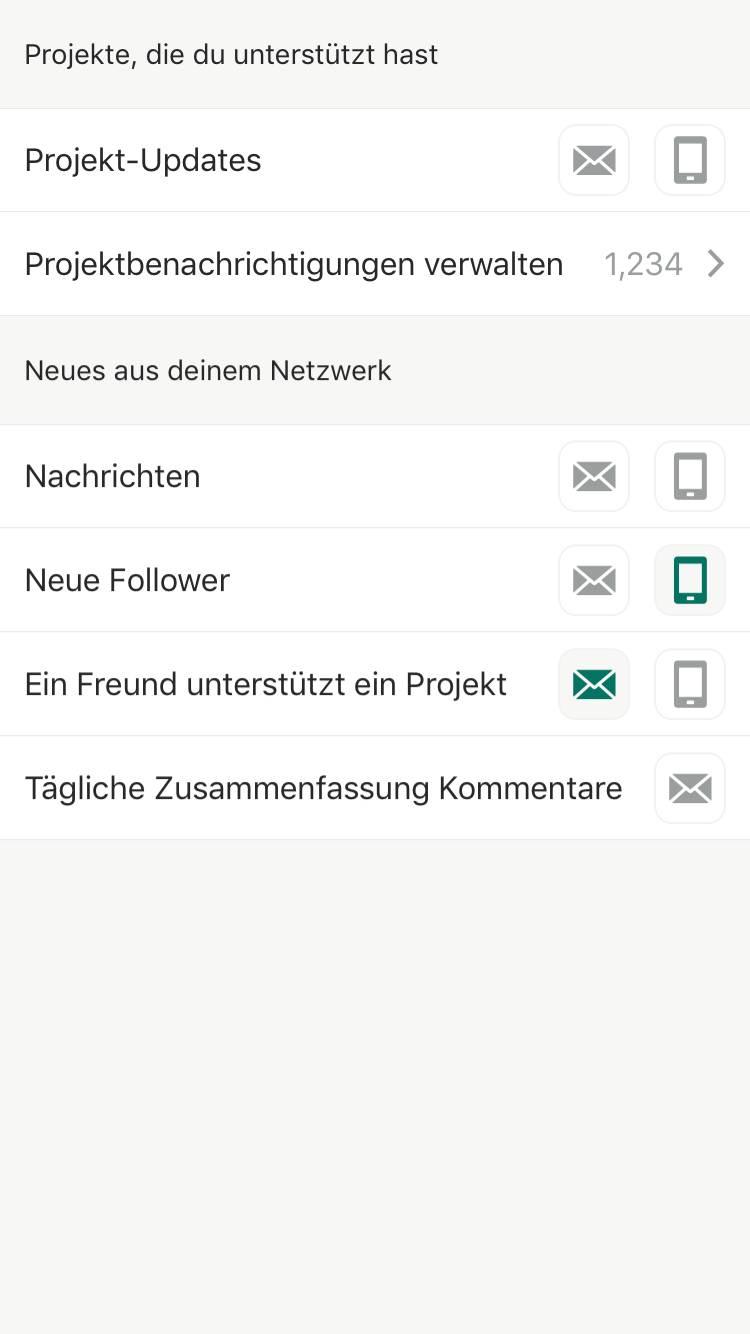 Projekte, die du unterstützt hast
Projekt-Updates
Projektbenachrichtigungen verwalten 1,234
Neues aus deinem Netzwerk
Nachrichten
Neue Follower
Ein Freund unterstützt ein Projekt
Tägliche Zusammenfassung Kommentare